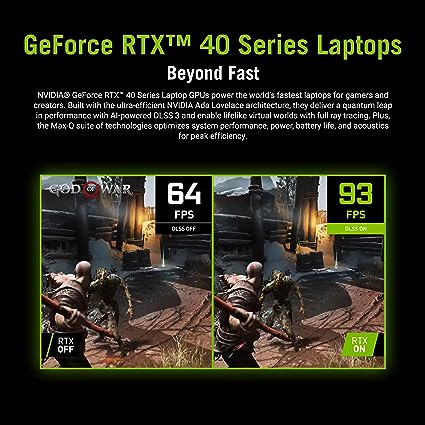 GeForce RTX™ 40 Series Laptops
Beyond Fast
NVIDIA® GeForce RTX™ 40 Series Laptop GPUs power the world's fastest laptops for gamers and
creators. Built with the ultra-efficient NVIDIA Ada Lovelace architecture, they deliver a quantum leap
in performance with AI-powered DLSS 3 and enable lifelike virtual worlds with full ray tracing. Plus,
the Max-Q suite of technologies optimizes system performance, power, battery life, and acoustics
for peak efficiency.
GOD OF WAR
64
FPS
DLSS OFF
93
FPS
DLSS ON
RTX
OFF
RTX
ON